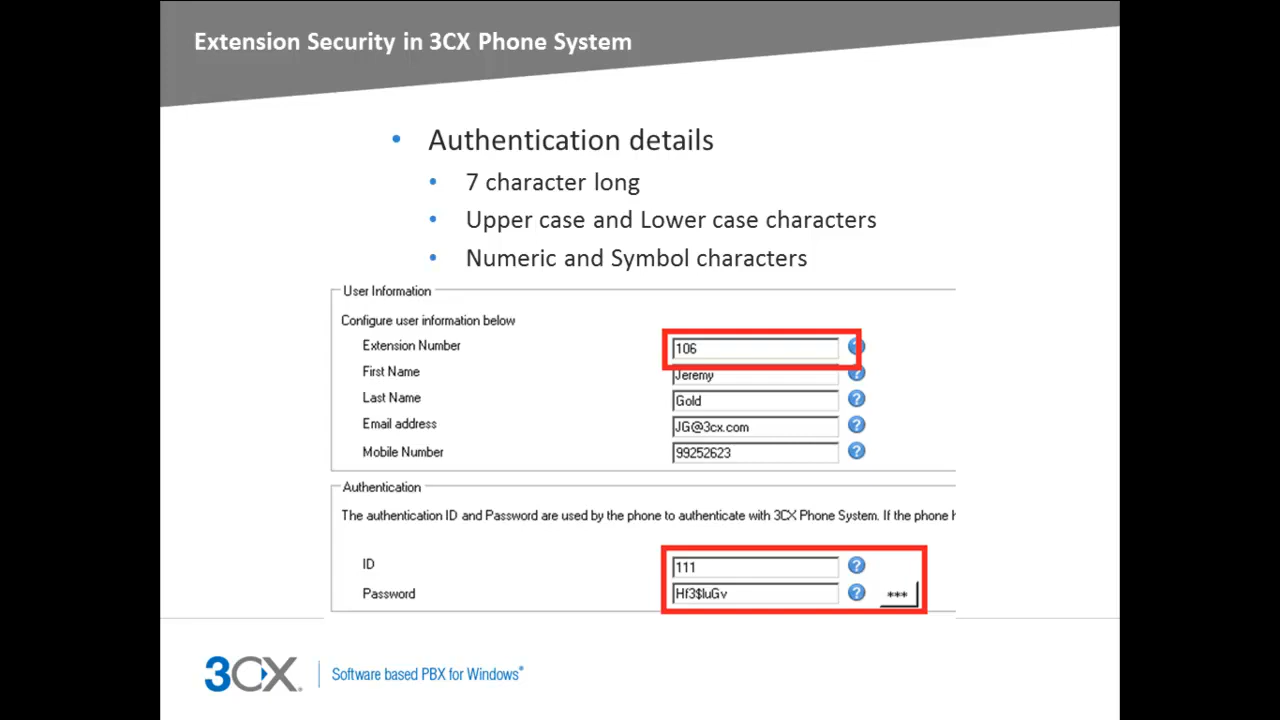 Extension Security in 3CX Phone System
• Authentication details
• 7 character long
• Upper case and Lower case characters
• Numeric and Symbol characters
User Information
Configure user information below
Extension Number 106 ?
First Name Jeremy ?
Last Name Gold ?
Email address JG@3cx.com ?
Mobile Number 99252623 ?
Authentication
The authentication ID and Password are used by the phone to authenticate with 3CX Phone System. If the phone
ID 111 ?
Password ? ***
3CX. Software based PBX for Windows®